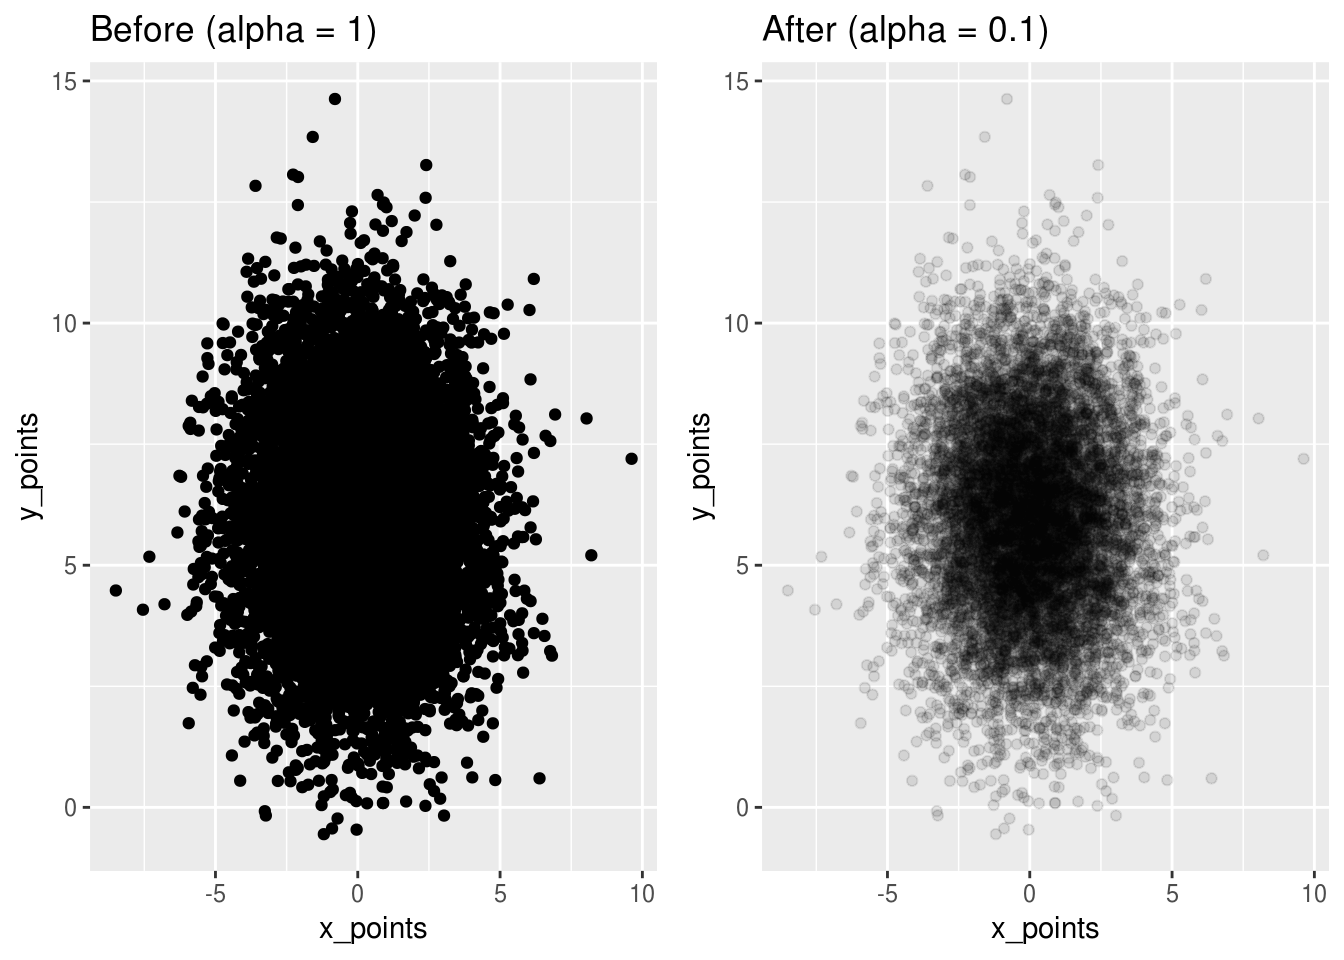 Before (alpha = 1)
15
10
5
0
y_points
-5 0 5 10
x_points
After (alpha = 0.1)
15
10
5
0
y_points
-5 0 5 10
x_points